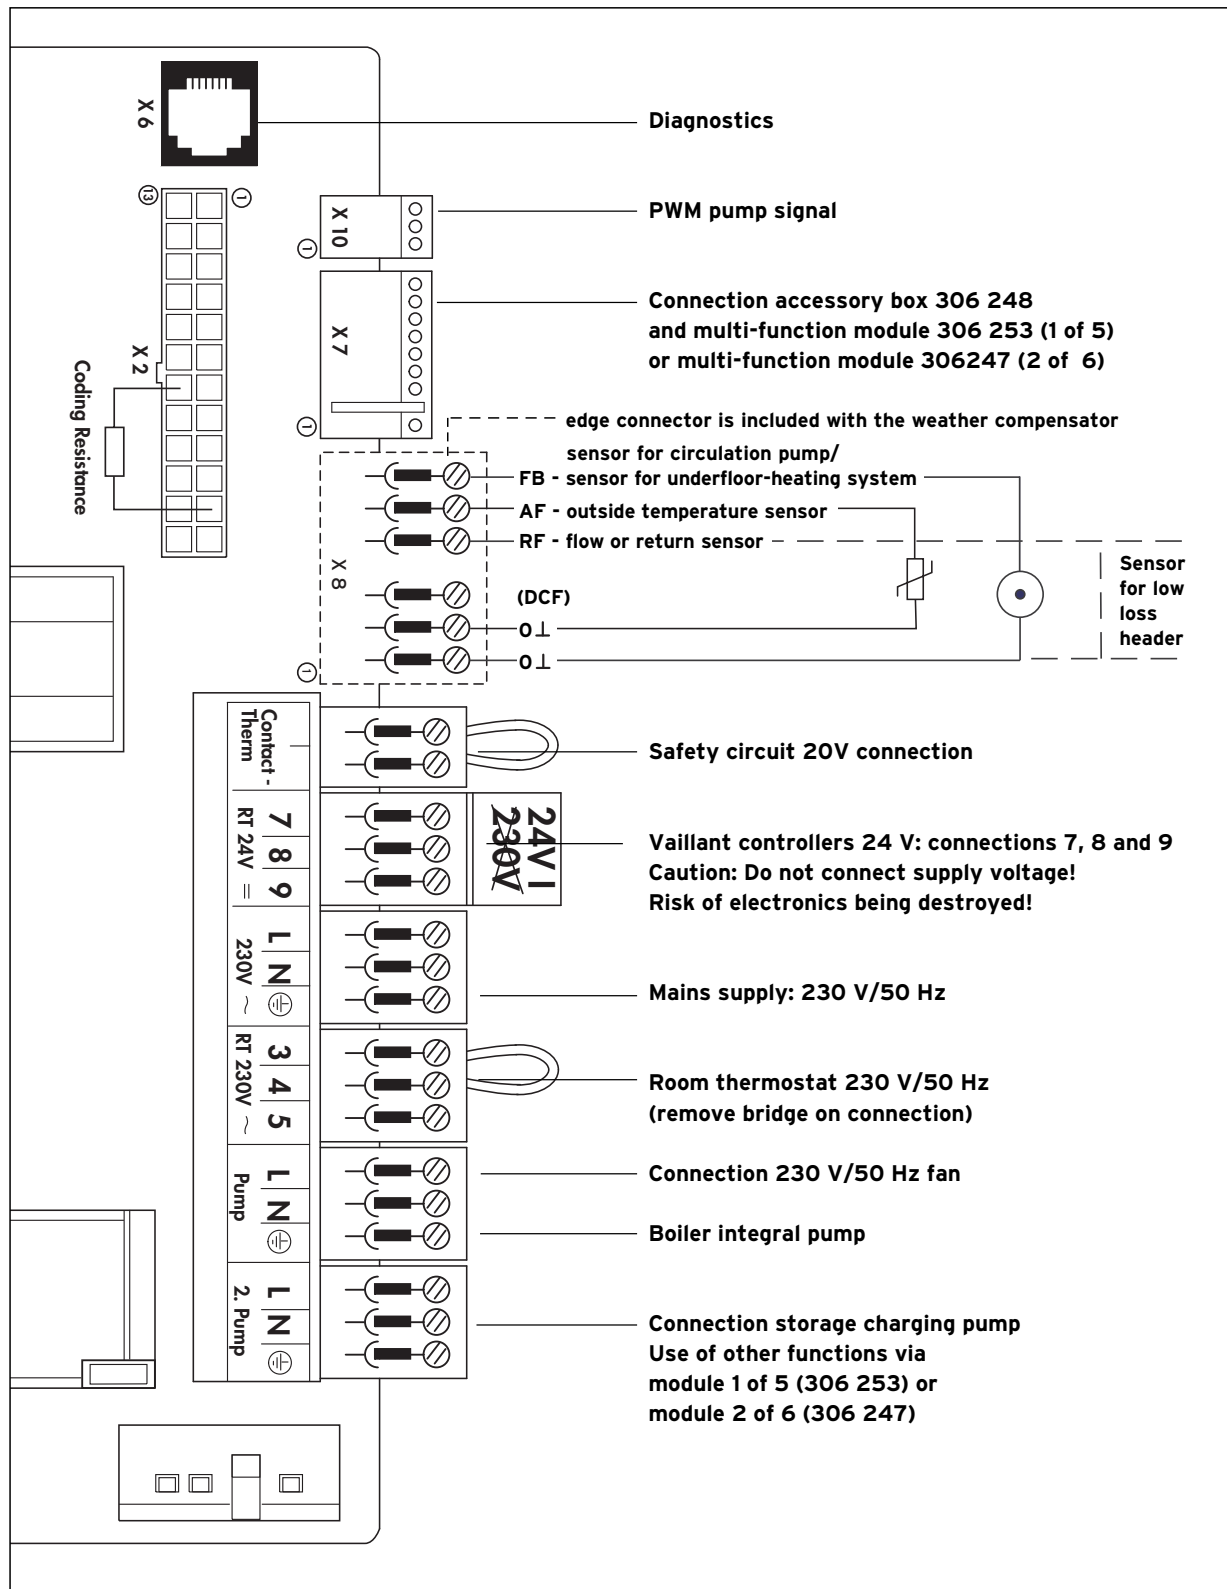 X 6
Diagnostics
13
1
X 10
1
PWM pump signal
X 7
1
Connection accessory box 306 248
and multi-function module 306 253 (1 of 5)
or multi-function module 306247 (2 of 6)
X 2
Coding Resistance
edge connector is included with the weather compensator
sensor for circulation pump/
FB - sensor for underfloor-heating system
AF - outside temperature sensor
RF - flow or return sensor
X 8
(DCF)
0⊥
0⊥
1
Sensor
for low
loss
header
Contact -
Therm
Safety circuit 20V connection
7 8 9
RT 24V =
24V !
230V
Vaillant controllers 24 V: connections 7, 8 and 9
Caution: Do not connect supply voltage!
Risk of electronics being destroyed!
L N
230V ~
Mains supply: 230 V/50 Hz
3 4 5
RT 230V ~
Room thermostat 230 V/50 Hz
(remove bridge on connection)
L N
Pump
Connection 230 V/50 Hz fan
Boiler integral pump
L N
2. Pump
Connection storage charging pump
Use of other functions via
module 1 of 5 (306 253) or
module 2 of 6 (306 247)